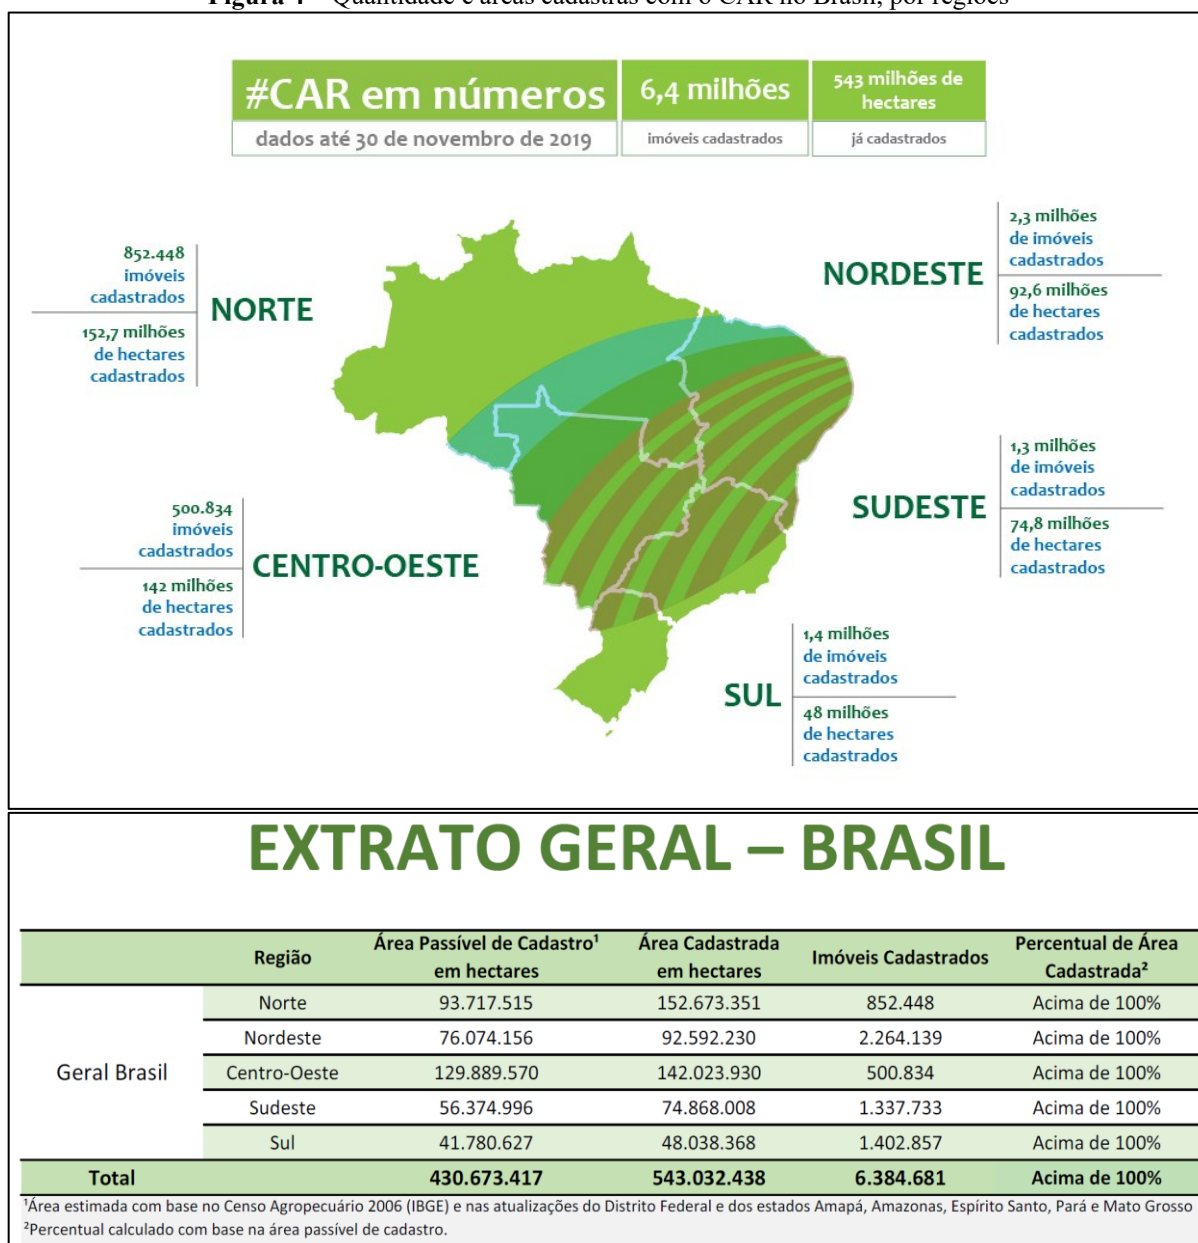 Figura 4 – Quantidade e áreas cadastras com o CAR no Brasil, por regiões
#CAR em números
dados até 30 de novembro de 2019
6,4 milhões
imóveis cadastrados
543 milhões de
hectares
já cadastrados
852.448
imóveis
cadastrados
152,7 milhões
de hectares
cadastrados
NORTE
NORDESTE
2,3 milhões
de imóveis
cadastrados
92,6 milhões
de hectares
cadastrados
500.834
imóveis
cadastrados
142 milhões
de hectares
cadastrados
CENTRO-OESTE
SUDESTE
1,3 milhões
de imóveis
cadastrados
74,8 milhões
de hectares
cadastrados
SUL
1,4 milhões
de imóveis
cadastrados
48 milhões
de hectares
cadastrados
EXTRATO GERAL – BRASIL
Região Área Passível de Cadastro¹ em hectares Área Cadastrada em hectares Imóveis Cadastrados Percentual de Área Cadastrada²
Norte 93.717.515 152.673.351 852.448 Acima de 100%
Nordeste 76.074.156 92.592.230 2.264.139 Acima de 100%
Geral Brasil Centro-Oeste 129.889.570 142.023.930 500.834 Acima de 100%
Sudeste 56.374.996 74.868.008 1.337.733 Acima de 100%
Sul 41.780.627 48.038.368 1.402.857 Acima de 100%
Total 430.673.417 543.032.438 6.384.681 Acima de 100%
¹Área estimada com base no Censo Agropecuário 2006 (IBGE) e nas atualizações do Distrito Federal e dos estados Amapá, Amazonas, Espírito Santo, Pará e Mato Grosso
²Percentual calculado com base na área passível de cadastro.